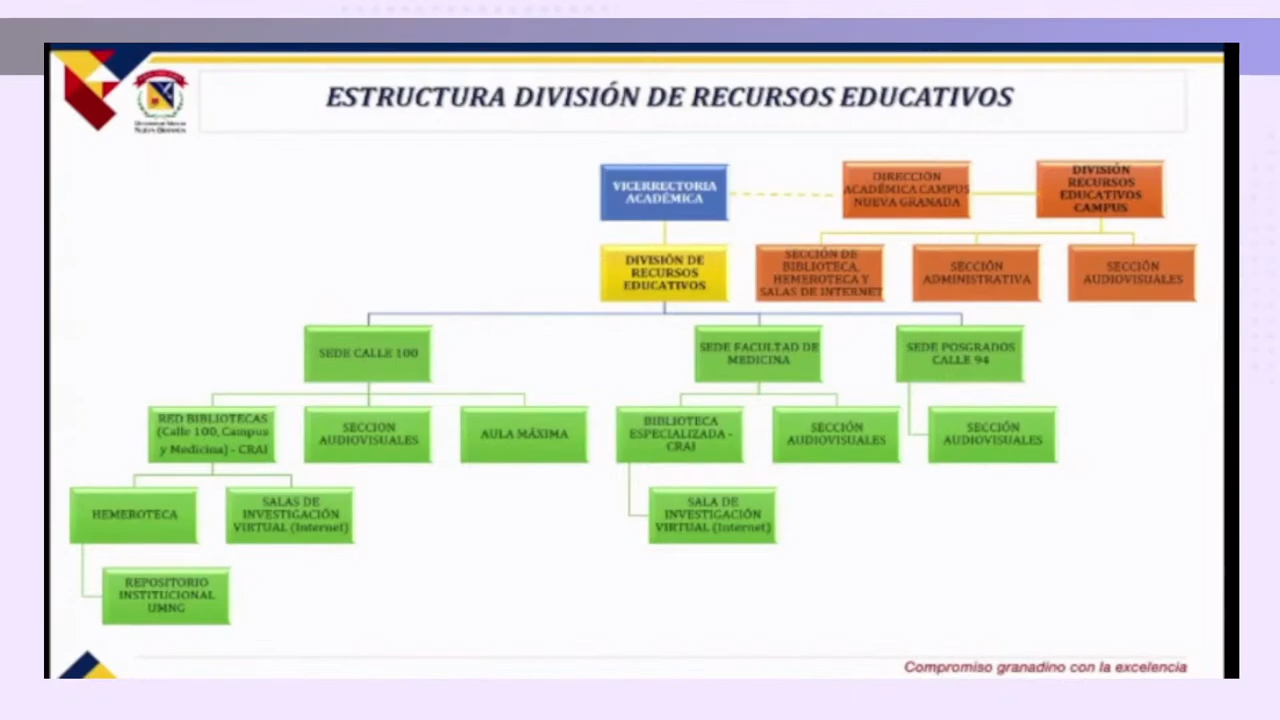 ESTRUCTURA DIVISIÓN DE RECURSOS EDUCATIVOS
VICERRECTORIA
ACADÉMICA
DIRECCIÓN
ACADÉMICA CAMPUS
NUEVA GRANADA
DIVISIÓN
RECURSOS
EDUCATIVOS
CAMPUS
DIVISIÓN DE
RECURSOS
EDUCATIVOS
SECCIÓN DE
BIBLIOTECA,
HEMEROTECA Y
SALAS DE INTERNET
SECCIÓN
ADMINISTRATIVA
SECCIÓN
AUDIOVISUALES
SEDE CALLE 100
SEDE FACULTAD DE
MEDICINA
SEDE POSGRADOS
CALLE 94
RED BIBLIOTECAS
(Calle 100, Campus
y Medicina) - CRAI
SECCIÓN
AUDIOVISUALES
AULA MÁXIMA
BIBLIOTECA
ESPECIALIZADA -
CRAI
SECCIÓN
AUDIOVISUALES
SECCIÓN
AUDIOVISUALES
HEMEROTECA
SALAS DE
INVESTIGACIÓN
VIRTUAL (Internet)
SALA DE
INVESTIGACIÓN
VIRTUAL (Internet)
REPOSITORIO
INSTITUCIONAL
UMNG
Compromiso granadino con la excelencia